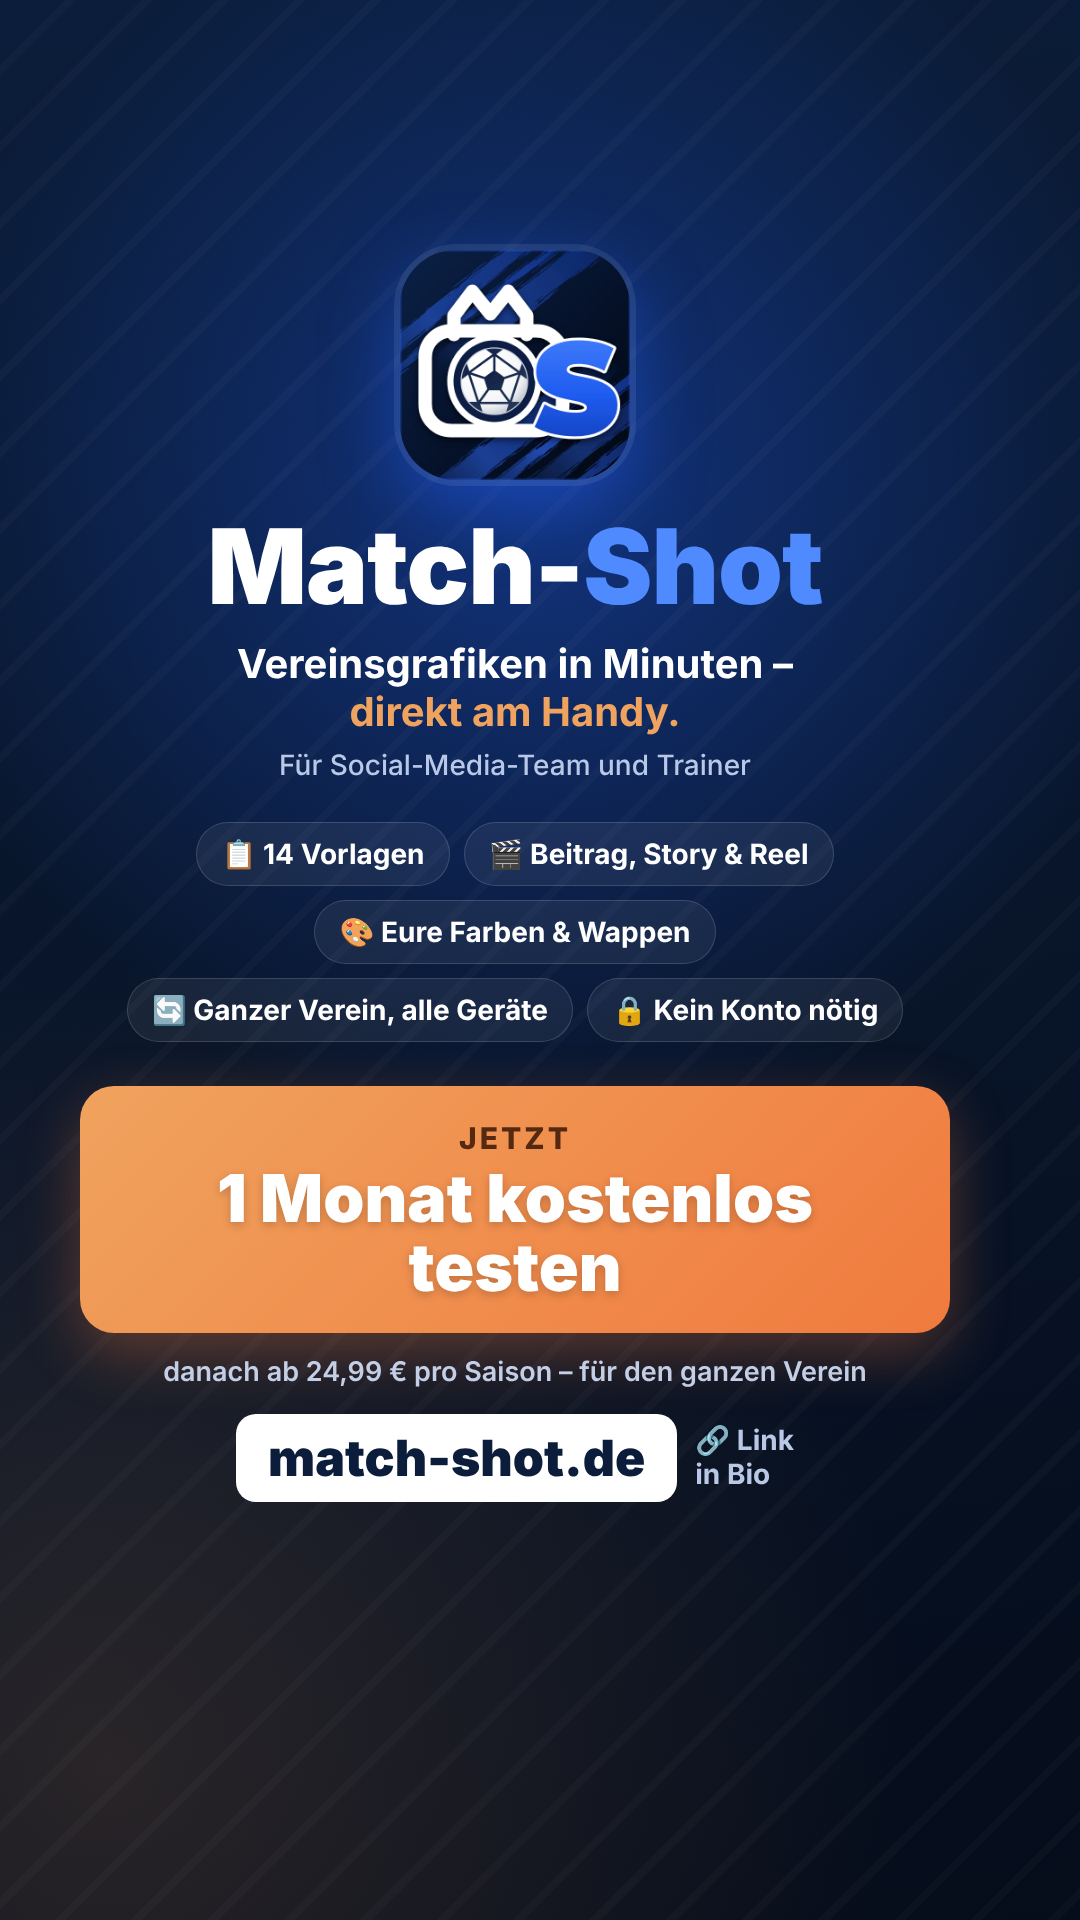 Match-Shot
Vereinsgrafiken in Minuten –
direkt am Handy.
Für Social-Media-Team und Trainer
📋 14 Vorlagen
🎬 Beitrag, Story & Reel
🎨 Eure Farben & Wappen
🔄 Ganzer Verein, alle Geräte
🔒 Kein Konto nötig
JETZT
1 Monat kostenlos
testen
danach ab 24,99 € pro Saison – für den ganzen Verein
match-shot.de
🔗 Link
in Bio